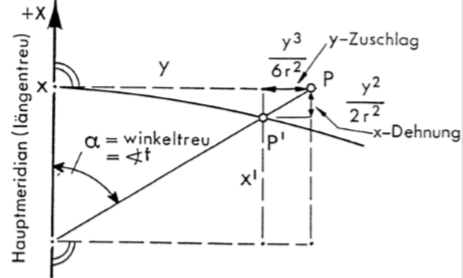 +X
y³
6r²
y-Zuschlag
y
x
P
y²
2r²
x-Dehnung
α = winkeltreu
= ∢t
P'
x'
Hauptmeridian (längentreu)